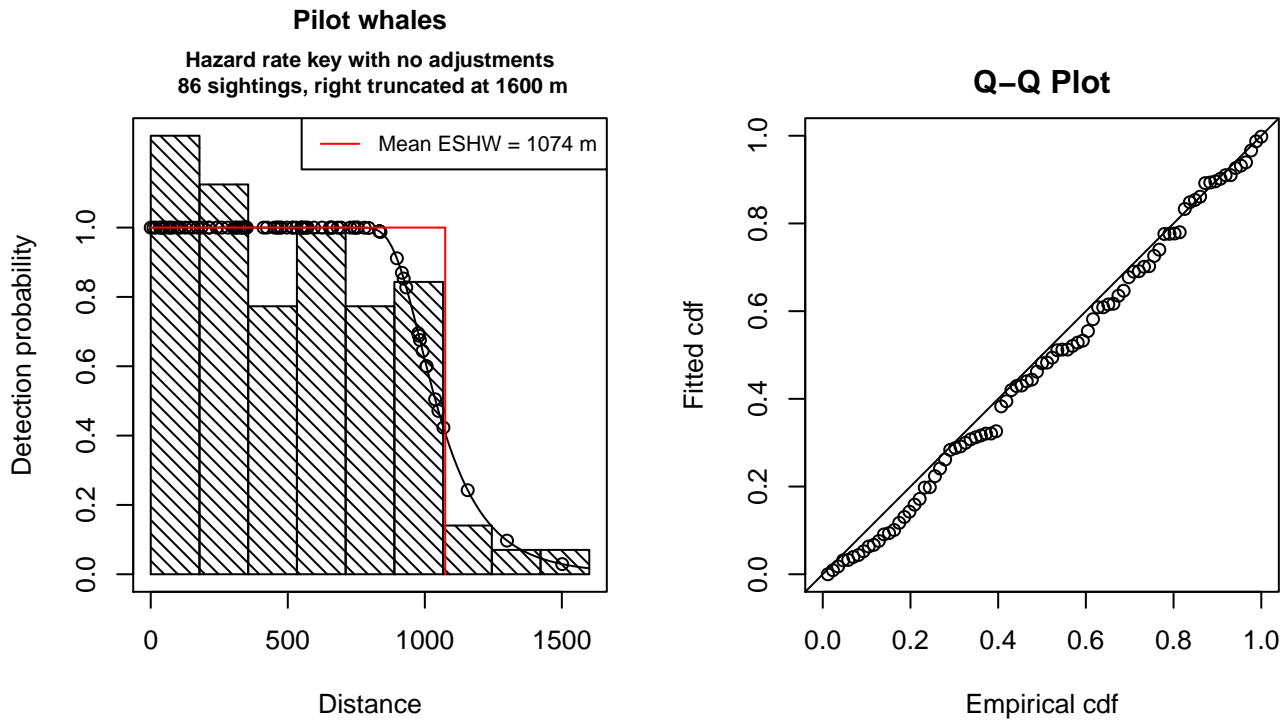 Pilot whales
Hazard rate key with no adjustments
86 sightings, right truncated at 1600 m
Mean ESHW = 1074 m
Detection probability
0.0
0.2
0.4
0.6
0.8
1.0
0
500
1000
1500
Distance
Q−Q Plot
Fitted cdf
0.0
0.2
0.4
0.6
0.8
1.0
0.0
0.2
0.4
0.6
0.8
1.0
Empirical cdf